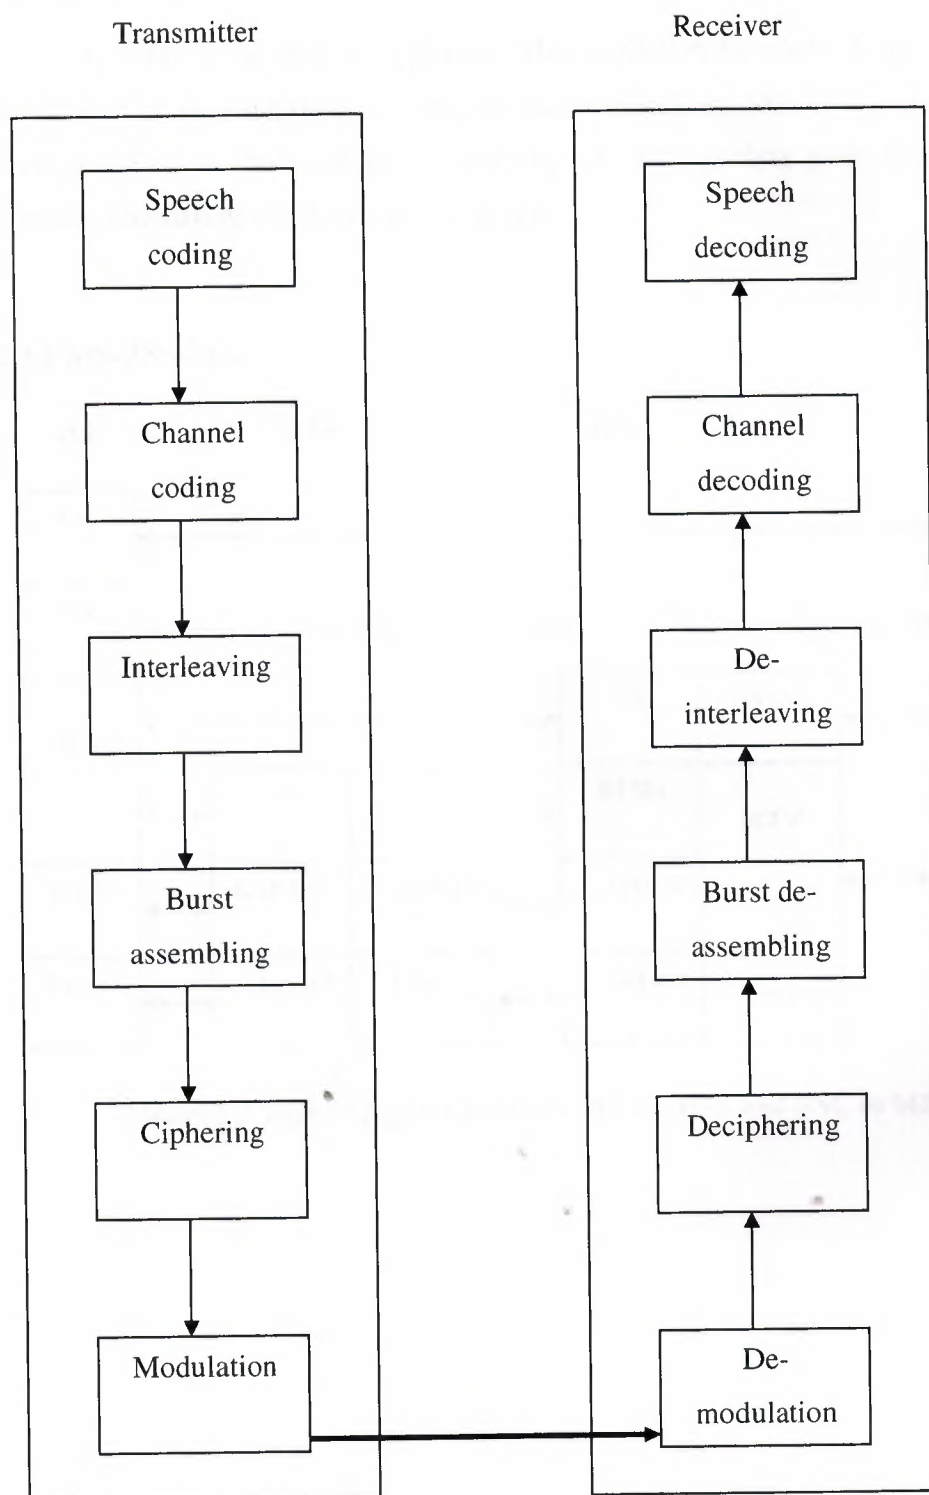 Transmitter
Receiver
Speech
coding
Channel
coding
Interleaving
Burst
assembling
Ciphering
Modulation
Speech
decoding
Channel
decoding
De-
interleaving
Burst de-
assembling
Deciphering
De-
modulation